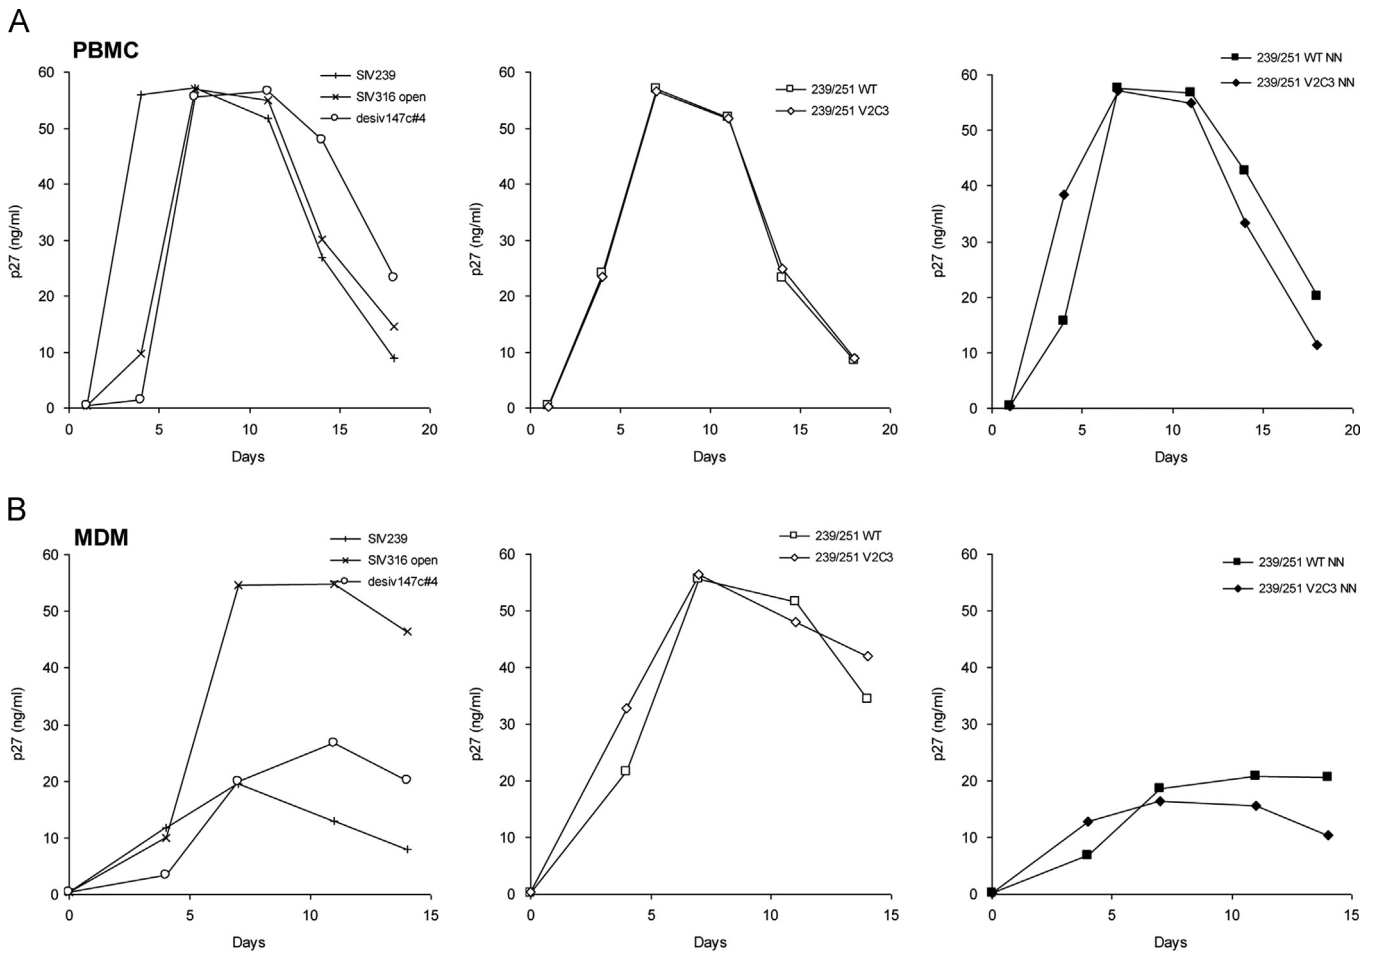 A
PBMC
SIV239
SIV316 open
desiv147c#4
60
50
40
30
20
10
0
p27 (ng/ml)
0 5 10 15 20
Days
239/251 WT
239/251 V2C3
60
50
40
30
20
10
0
p27 (ng/ml)
0 5 10 15 20
Days
239/251 WT NN
239/251 V2C3 NN
60
50
40
30
20
10
0
p27 (ng/ml)
0 5 10 15 20
Days
B
MDM
SIV239
SIV316 open
desiv147c#4
60
50
40
30
20
10
0
p27 (ng/ml)
0 5 10 15
Days
239/251 WT
239/251 V2C3
60
50
40
30
20
10
0
p27 (ng/ml)
0 5 10 15
Days
239/251 WT NN
239/251 V2C3 NN
60
50
40
30
20
10
0
p27 (ng/ml)
0 5 10 15
Days